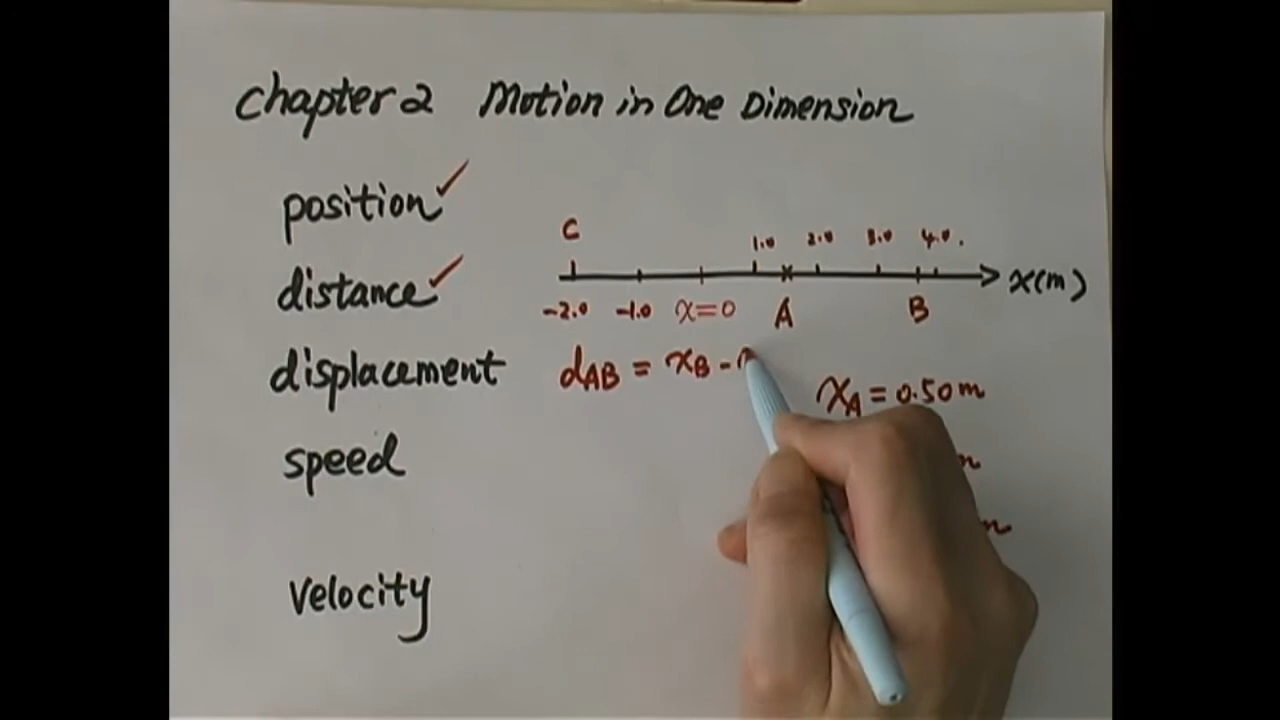 Chapter 2 Motion in One Dimension
position ✓
C 1.0 2.0 3.0 4.0.
distance ✓
x(m)
-2.0 -1.0 x=0 A B
displacement dAB = xB -
xA = 0.50 m
speed
m
m
velocity